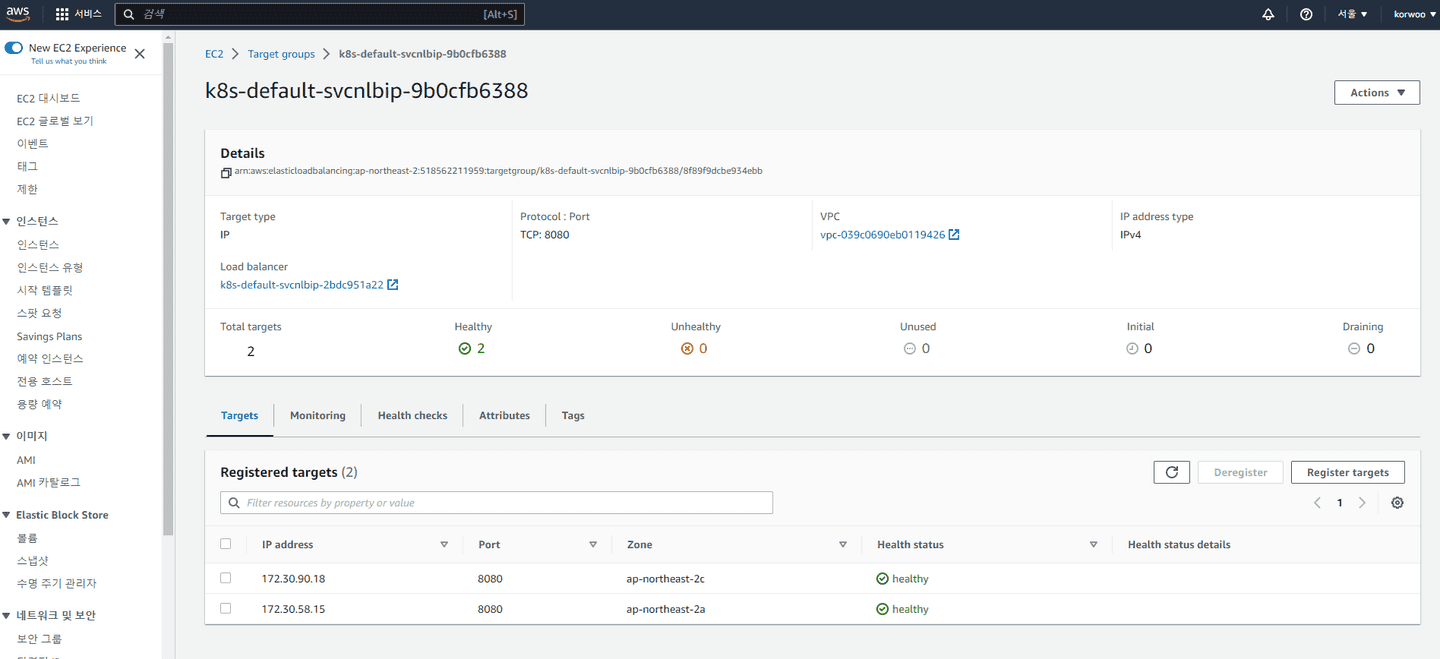 aws
서비스
검색
[Alt+S]
서울 ▼
korwoo ▼
New EC2 Experience
Tell us what you think
EC2 대시보드
EC2 글로벌 보기
이벤트
태그
제한
인스턴스
인스턴스
인스턴스 유형
시작 템플릿
스팟 요청
Savings Plans
예약 인스턴스
전용 호스트
용량 예약
이미지
AMI
AMI 카탈로그
Elastic Block Store
볼륨
스냅샷
수명 주기 관리자
네트워크 및 보안
보안 그룹
EC2 > Target groups > k8s-default-svcnlbip-9b0cfb6388
k8s-default-svcnlbip-9b0cfb6388
Actions ▼
Details
arn:aws:elasticloadbalancing:ap-northeast-2:518562211959:targetgroup/k8s-default-svcnlbip-9b0cfb6388/8f89f9dcbe934ebb
Target type
IP
Protocol : Port
TCP: 8080
VPC
vpc-039c0690eb0119426
IP address type
IPv4
Load balancer
k8s-default-svcnlbip-2bdc951a22
Total targets
2
Healthy
2
Unhealthy
0
Unused
0
Initial
0
Draining
0
Targets
Monitoring
Health checks
Attributes
Tags
Registered targets (2)
Deregister
Register targets
Filter resources by property or value
1
IP address
Port
Zone
Health status
Health status details
172.30.90.18 8080 ap-northeast-2c healthy
172.30.58.15 8080 ap-northeast-2a healthy